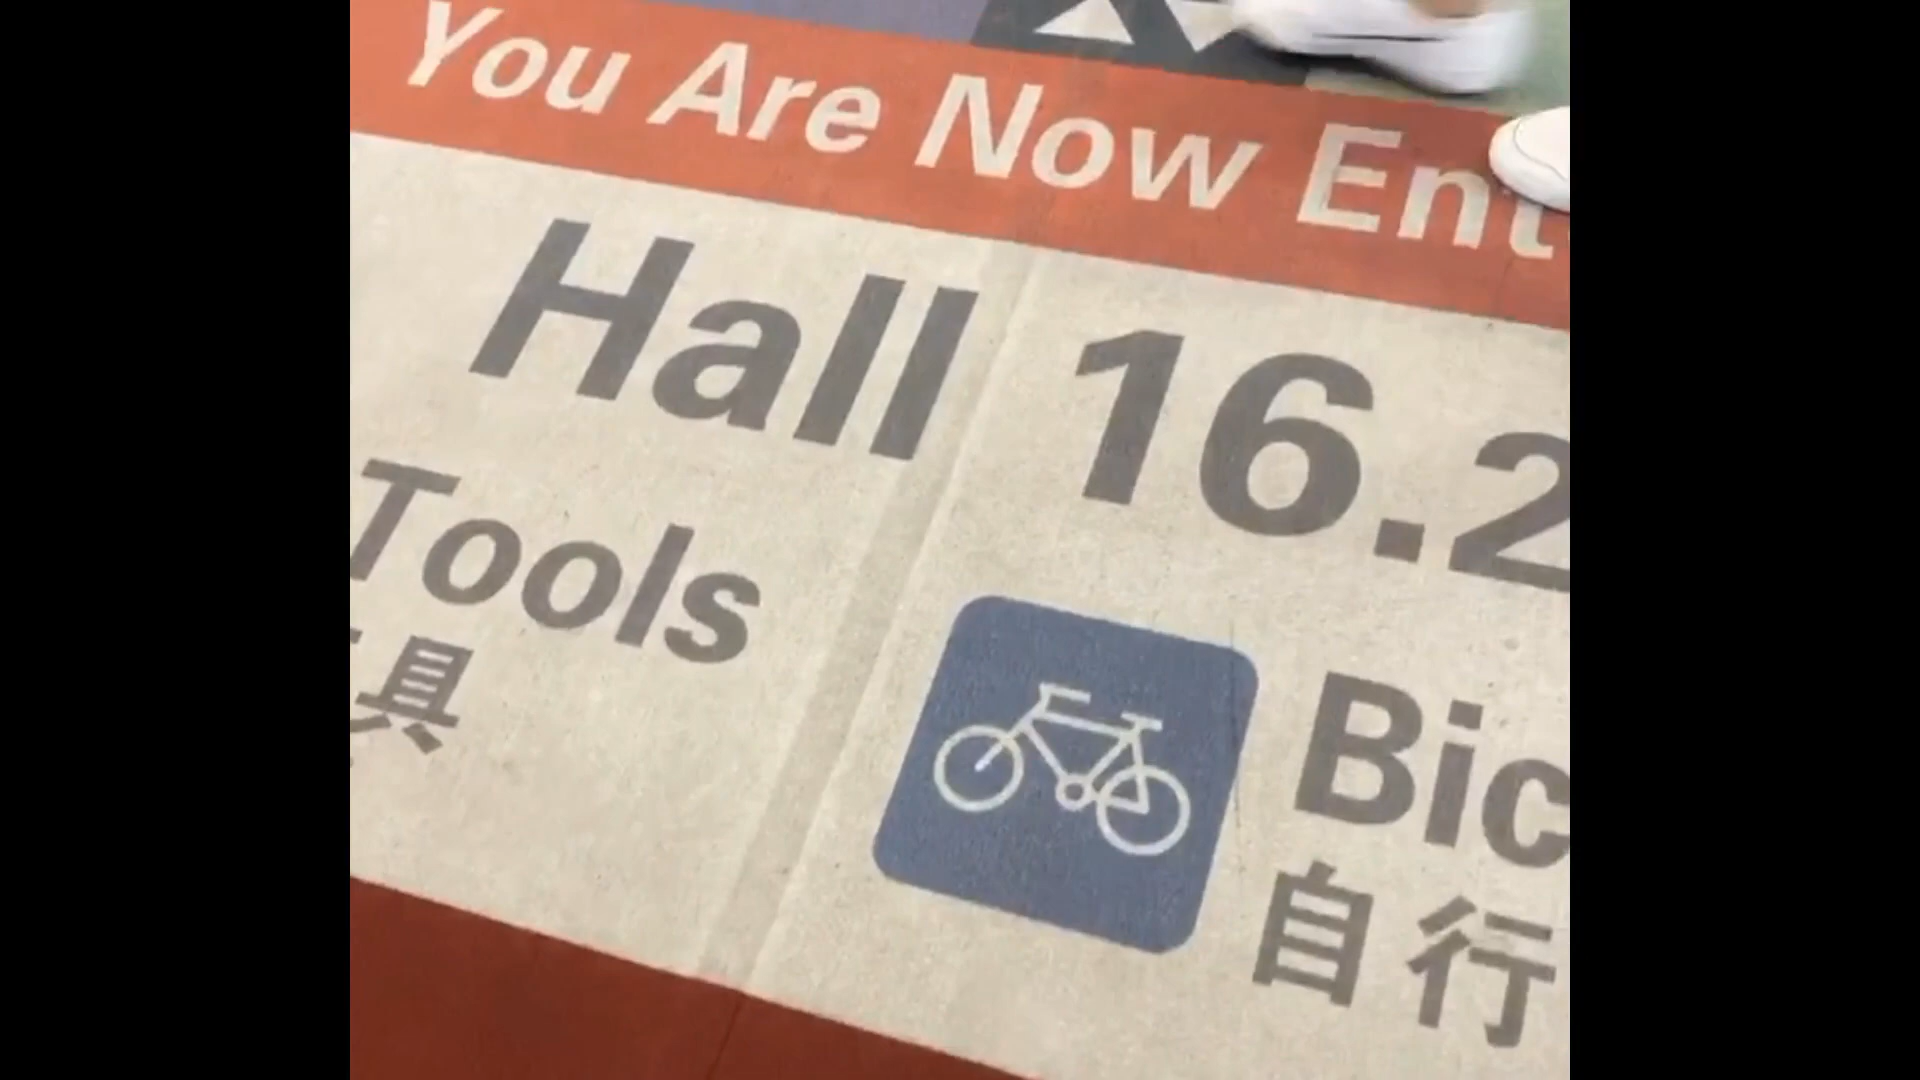 You Are Now Ent
Hall 16.2
Tools
具
Bic
自行